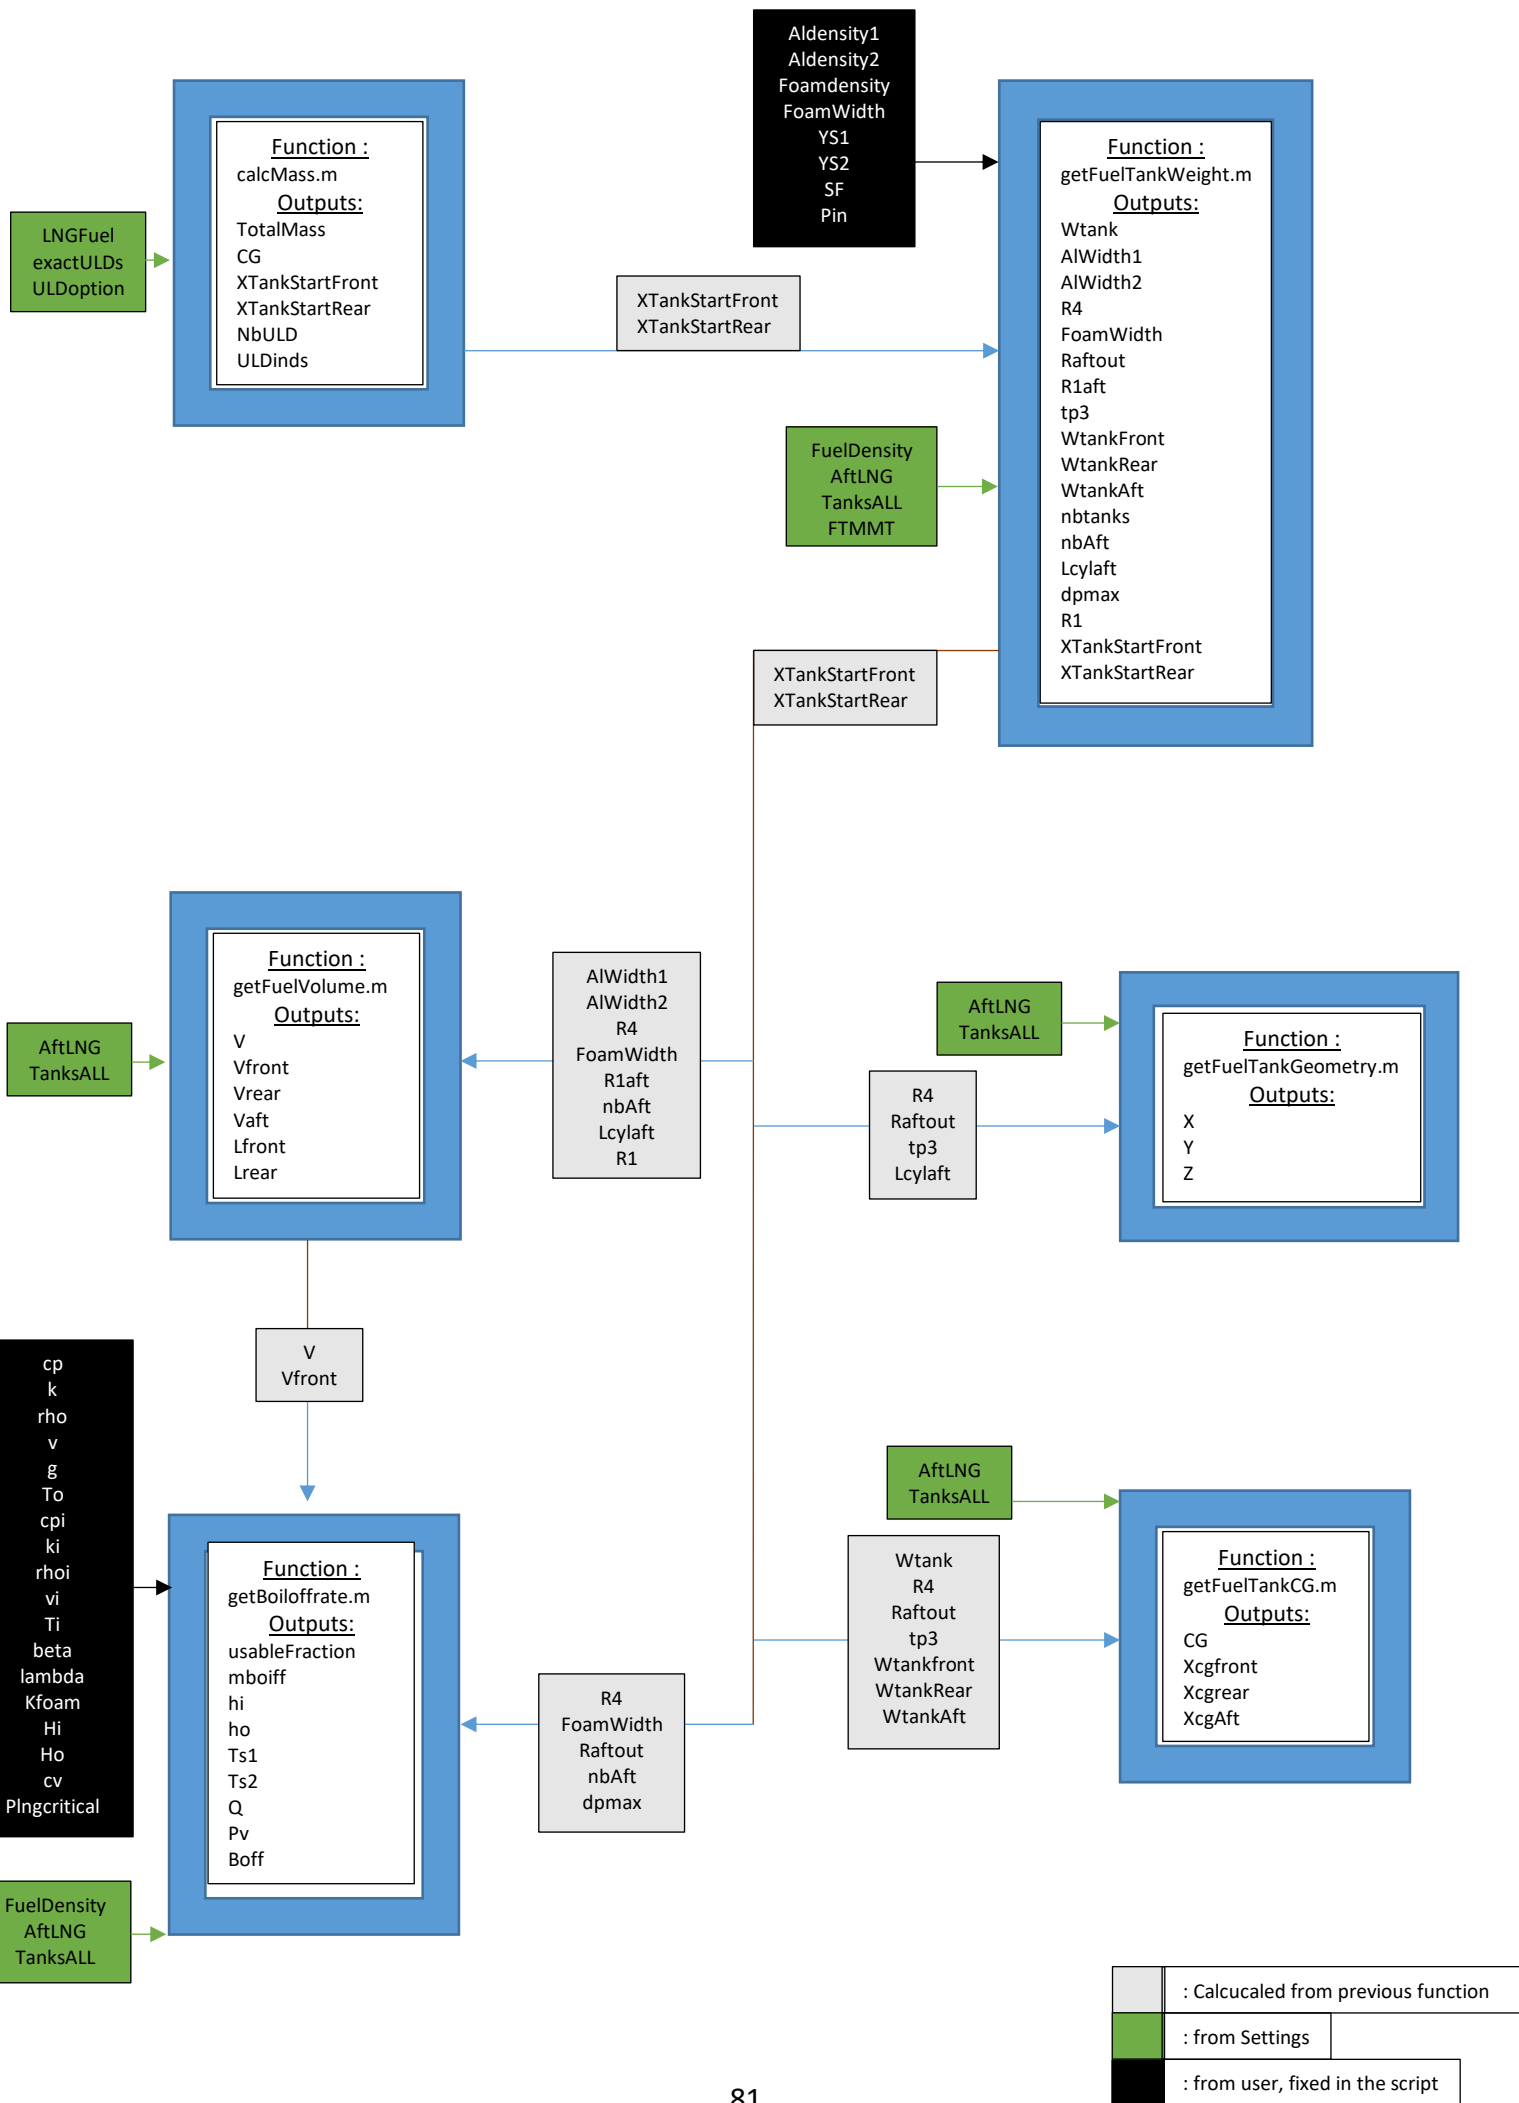 Aldensity1
Aldensity2
Foamdensity
FoamWidth
YS1
YS2
SF
Pin
Function :
calcMass.m
Outputs:
TotalMass
CG
XTankStartFront
XTankStartRear
NbULD
ULDinds
LNGFuel
exactULDs
ULDoption
XTankStartFront
XTankStartRear
Function :
getFuelTankWeight.m
Outputs:
Wtank
AlWidth1
AlWidth2
R4
FoamWidth
Raftout
R1aft
tp3
WtankFront
WtankRear
WtankAft
nbtanks
nbAft
Lcylaft
dpmax
R1
XTankStartFront
XTankStartRear
FuelDensity
AftLNG
TanksALL
FTMMT
XTankStartFront
XTankStartRear
Function :
getFuelVolume.m
Outputs:
V
Vfront
Vrear
Vaft
Lfront
Lrear
AftLNG
TanksALL
AlWidth1
AlWidth2
R4
FoamWidth
R1aft
nbAft
Lcylaft
R1
AftLNG
TanksALL
R4
Raftout
tp3
Lcylaft
Function :
getFuelTankGeometry.m
Outputs:
X
Y
Z
V
Vfront
cp
k
rho
v
g
To
cpi
ki
rhoi
vi
Ti
beta
lambda
Kfoam
Hi
Ho
cv
Plngcritical
Function :
getBoiloffrate.m
Outputs:
usableFraction
mboiff
hi
ho
Ts1
Ts2
Q
Pv
Boff
FuelDensity
AftLNG
TanksALL
R4
FoamWidth
Raftout
nbAft
dpmax
AftLNG
TanksALL
Wtank
R4
Raftout
tp3
Wtankfront
WtankRear
WtankAft
Function :
getFuelTankCG.m
Outputs:
CG
Xcgfront
Xcgrear
XcgAft
: Calcucaled from previous function
: from Settings
: from user, fixed in the script
81